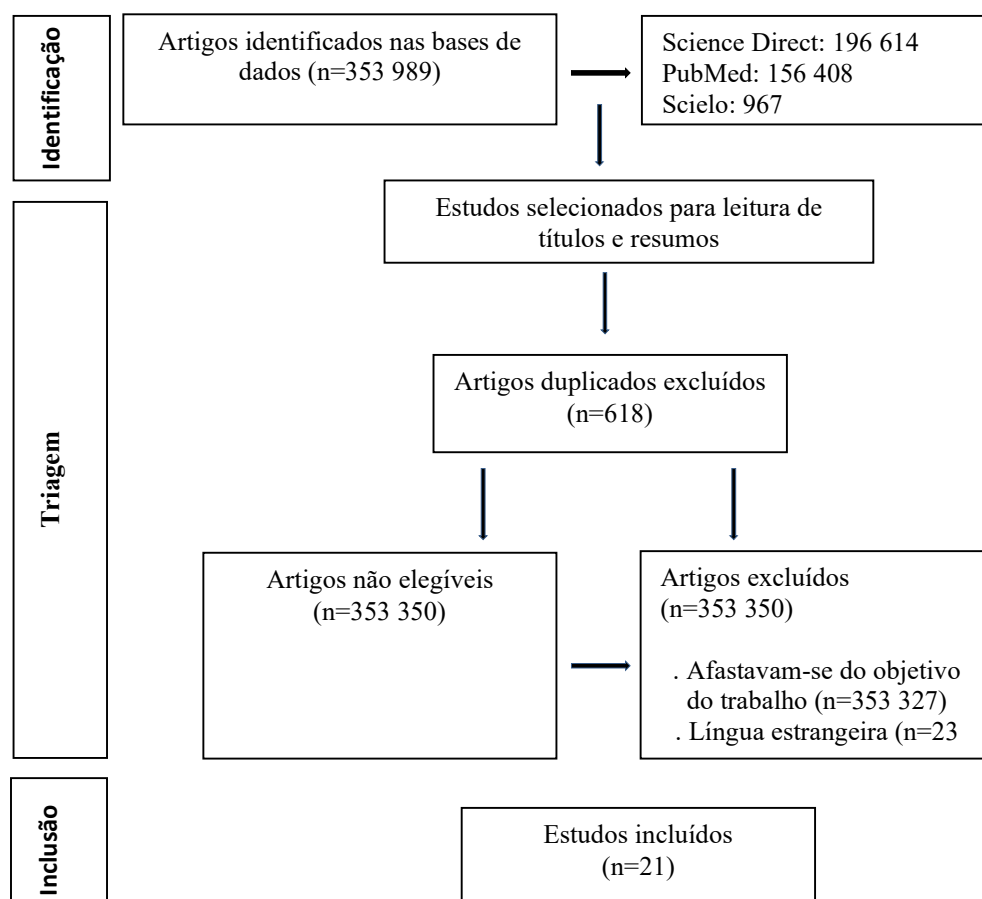 Identificação
Artigos identificados nas bases de
dados (n=353 989)
Science Direct: 196 614
PubMed: 156 408
Scielo: 967
Triagem
Estudos selecionados para leitura de
títulos e resumos
Artigos duplicados excluídos
(n=618)
Artigos não elegíveis
(n=353 350)
Artigos excluídos
(n=353 350)
. Afastavam-se do objetivo
do trabalho (n=353 327)
. Língua estrangeira (n=23
Inclusão
Estudos incluídos
(n=21)